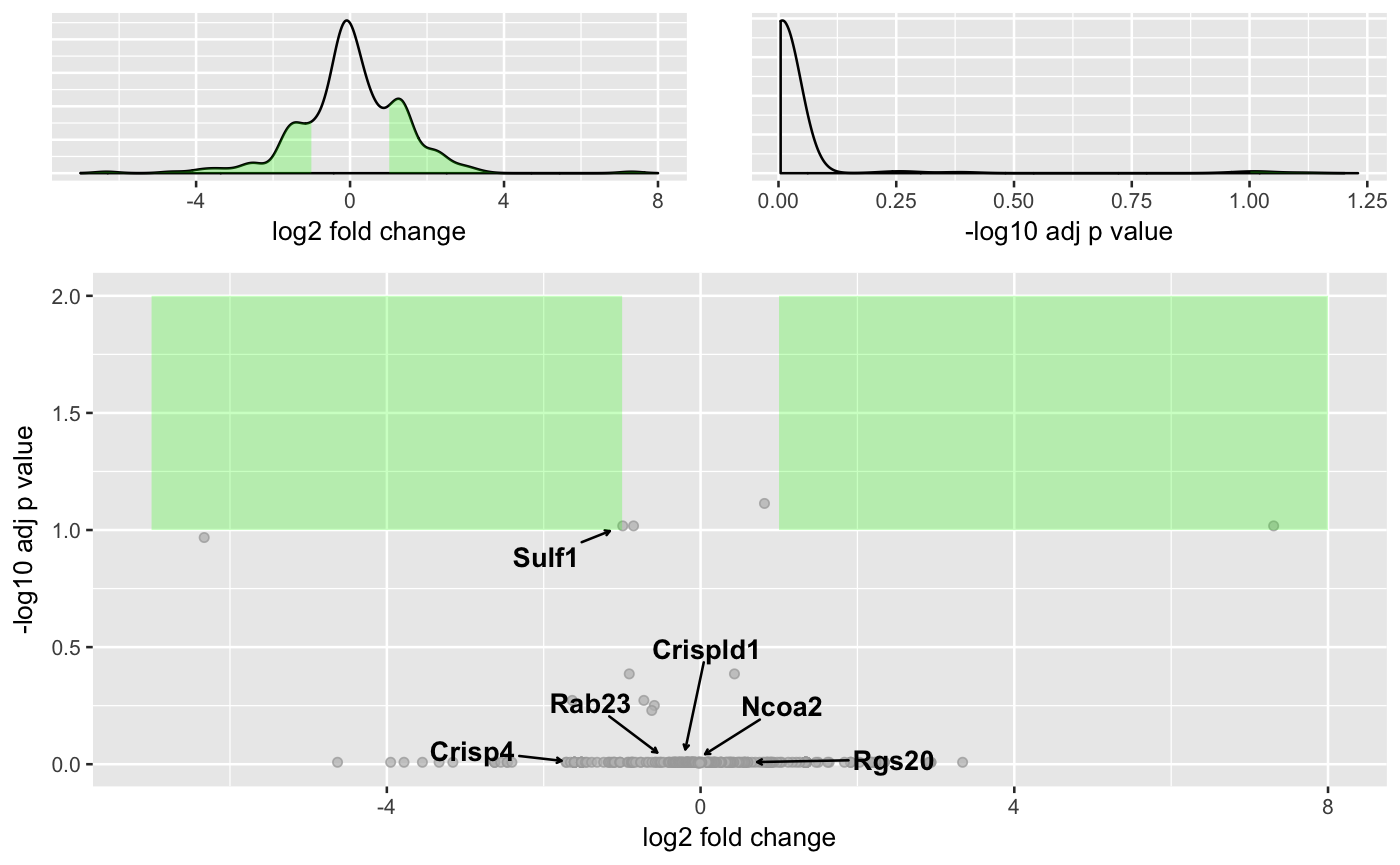 -4 0 4 8
log2 fold change
0.00 0.25 0.50 0.75 1.00 1.25
-log10 adj p value
2.0
1.5
1.0
0.5
0.0
-log10 adj p value
Sulf1
Crispld1
Rab23
Ncoa2
Crisp4
Rgs20
-4 0 4 8
log2 fold change